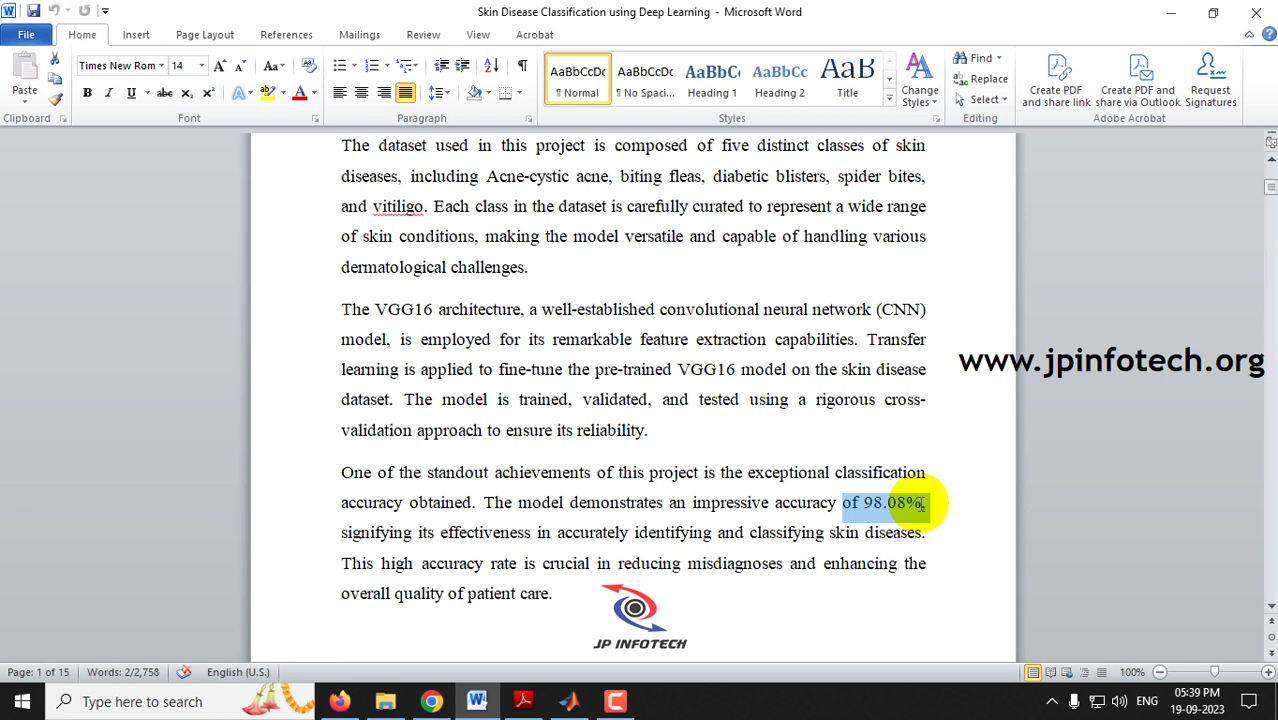 Skin Disease Classification using Deep Learning - Microsoft Word
File Home Insert Page Layout References Mailings Review View Acrobat
Times New Rom 14 Aa
AaBbCcDc AaBbCcDc AaBbCc AaBbCc AaB
Find
Replace
Select
Paste
B I U abc x₂ x² A A
¶ Normal ¶ No Spaci... Heading 1 Heading 2 Title
Change Styles
Create PDF and share link
Create PDF and share via Outlook
Request Signatures
Clipboard Font Paragraph Styles Editing Adobe Acrobat
The dataset used in this project is composed of five distinct classes of skin
diseases, including Acne-cystic acne, biting fleas, diabetic blisters, spider bites,
and vitiligo. Each class in the dataset is carefully curated to represent a wide range
of skin conditions, making the model versatile and capable of handling various
dermatological challenges.
The VGG16 architecture, a well-established convolutional neural network (CNN)
model, is employed for its remarkable feature extraction capabilities. Transfer
learning is applied to fine-tune the pre-trained VGG16 model on the skin disease
dataset. The model is trained, validated, and tested using a rigorous cross-
validation approach to ensure its reliability.
www.jpinfotech.org
One of the standout achievements of this project is the exceptional classification
accuracy obtained. The model demonstrates an impressive accuracy of 98.08%,
signifying its effectiveness in accurately identifying and classifying skin diseases.
This high accuracy rate is crucial in reducing misdiagnoses and enhancing the
overall quality of patient care.
JP INFOTECH
Page: 1 of 15 Words: 2/2,758 English (U.S.) 100%
Type here to search
ENG
05:39 PM
19-09-2023